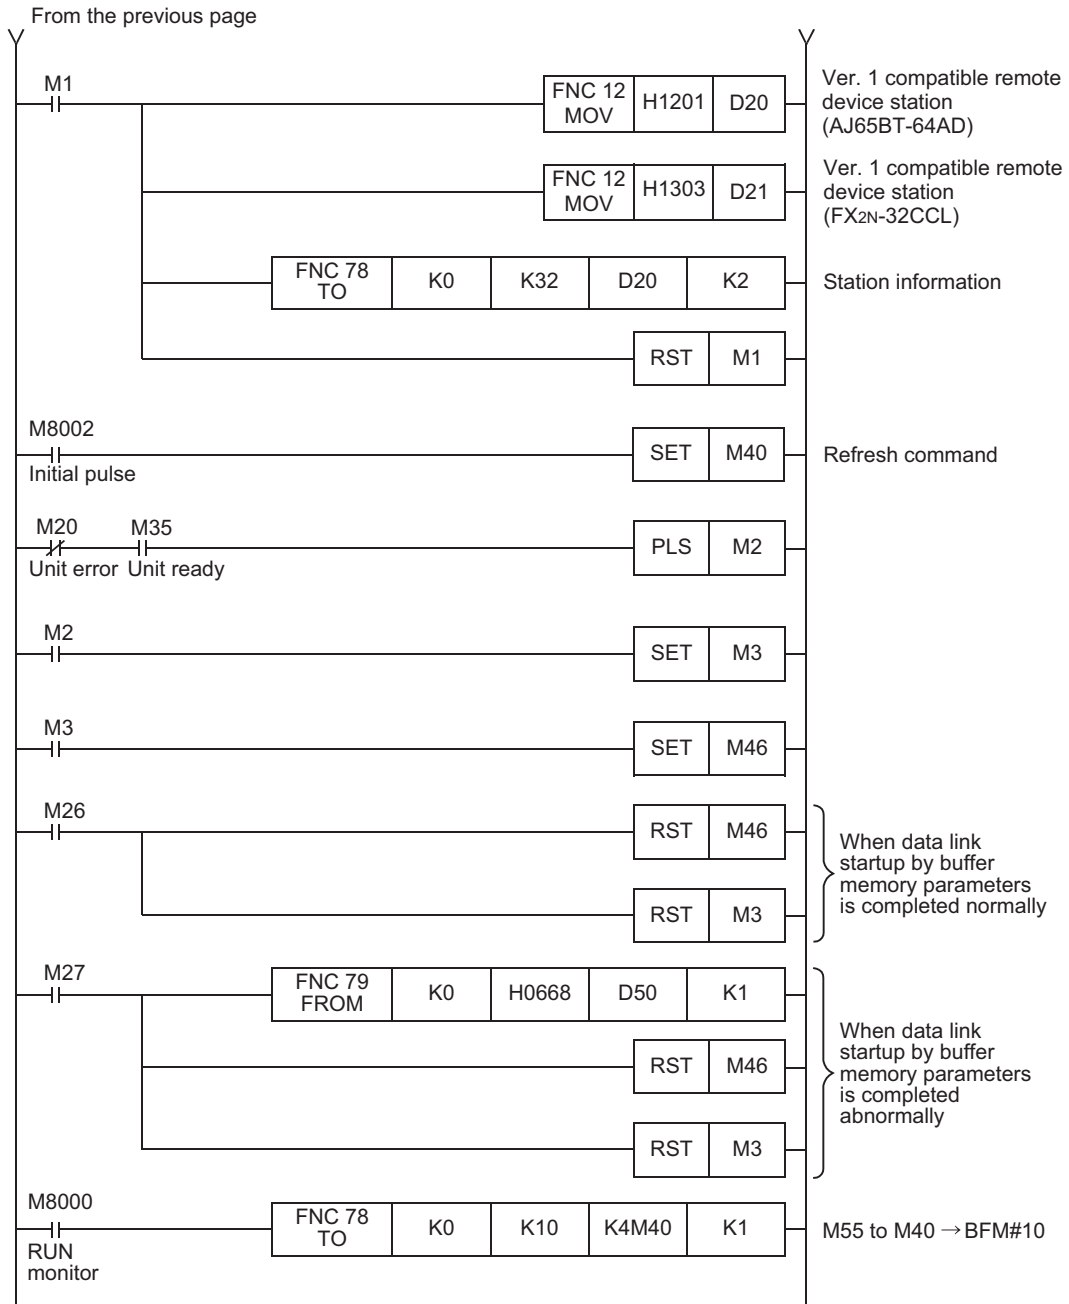 From the previous page
M1
FNC 12
MOV
H1201
D20
Ver. 1 compatible remote
device station
(AJ65BT-64AD)
FNC 12
MOV
H1303
D21
Ver. 1 compatible remote
device station
(FX2N-32CCL)
FNC 78
TO
K0
K32
D20
K2
Station information
RST
M1
M8002
Initial pulse
SET
M40
Refresh command
M20
Unit error
M35
Unit ready
PLS
M2
M2
SET
M3
M3
SET
M46
M26
RST
M46
RST
M3
When data link
startup by buffer
memory parameters
is completed normally
M27
FNC 79
FROM
K0
H0668
D50
K1
RST
M46
RST
M3
When data link
startup by buffer
memory parameters
is completed
abnormally
M8000
RUN
monitor
FNC 78
TO
K0
K10
K4M40
K1
M55 to M40 → BFM#10